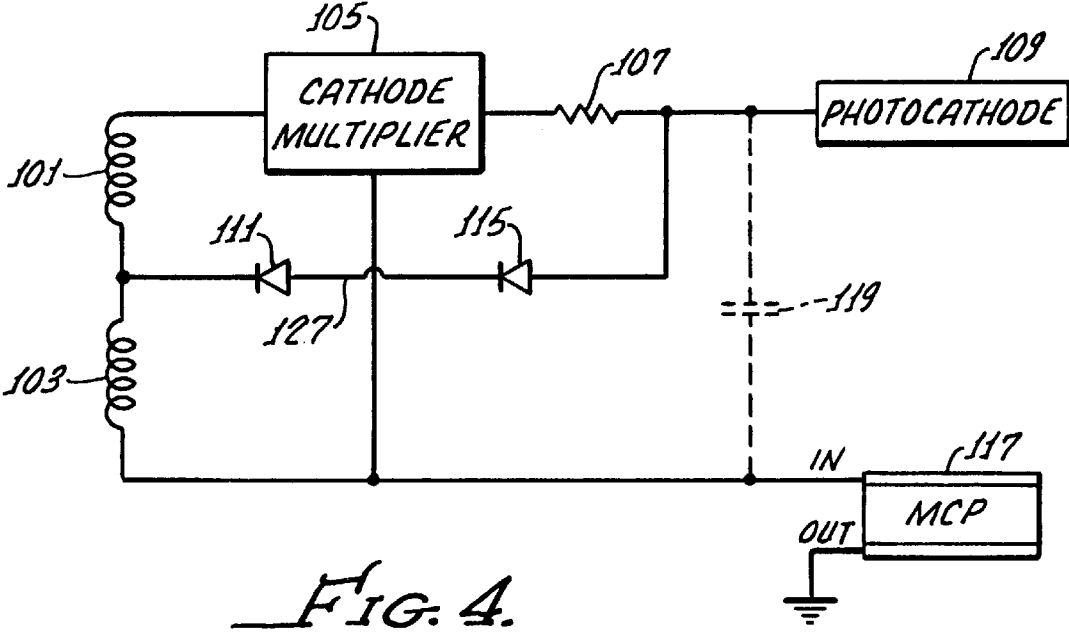 105
107
109
CATHODE
MULTIPLIER
PHOTOCATHODE
101
111
115
127
119
103
IN
117
MCP
OUT
FIG. 4.